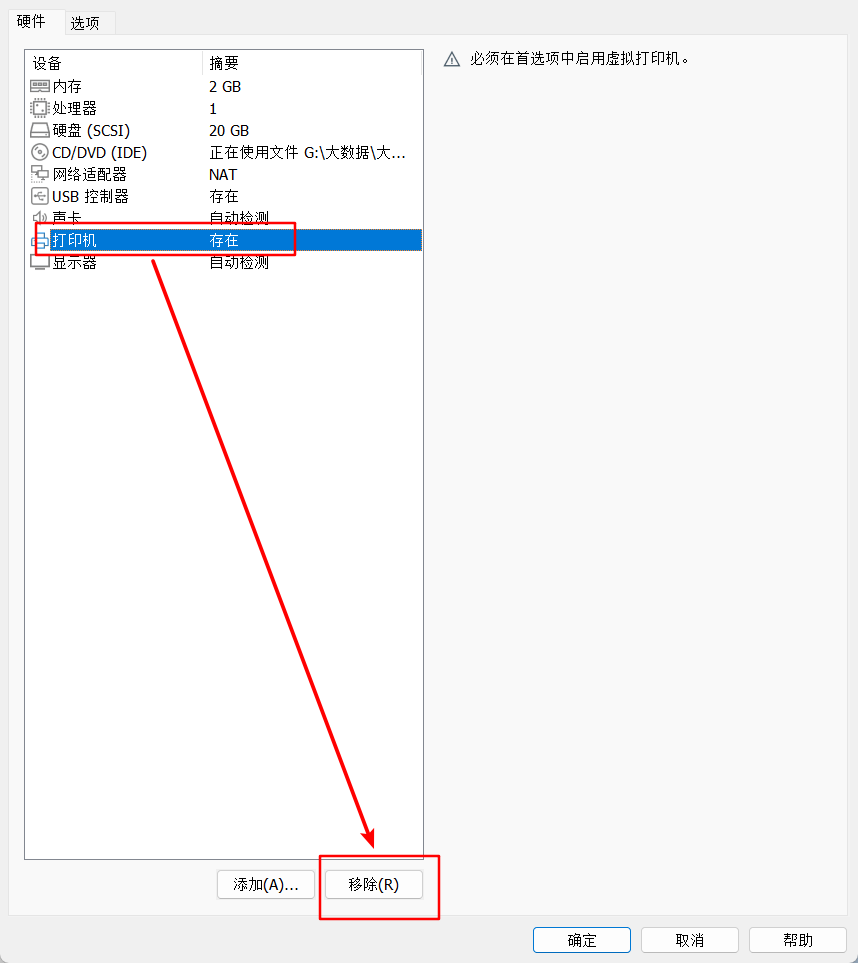 硬件 选项
设备 摘要
内存 2 GB
处理器 1
硬盘 (SCSI) 20 GB
CD/DVD (IDE) 正在使用文件 G:\大数据\大...
网络适配器 NAT
USB 控制器 存在
声卡 自动检测
打印机 存在
显示器 自动检测
必须在首选项中启用虚拟打印机。
添加(A)... 移除(R)
确定 取消 帮助